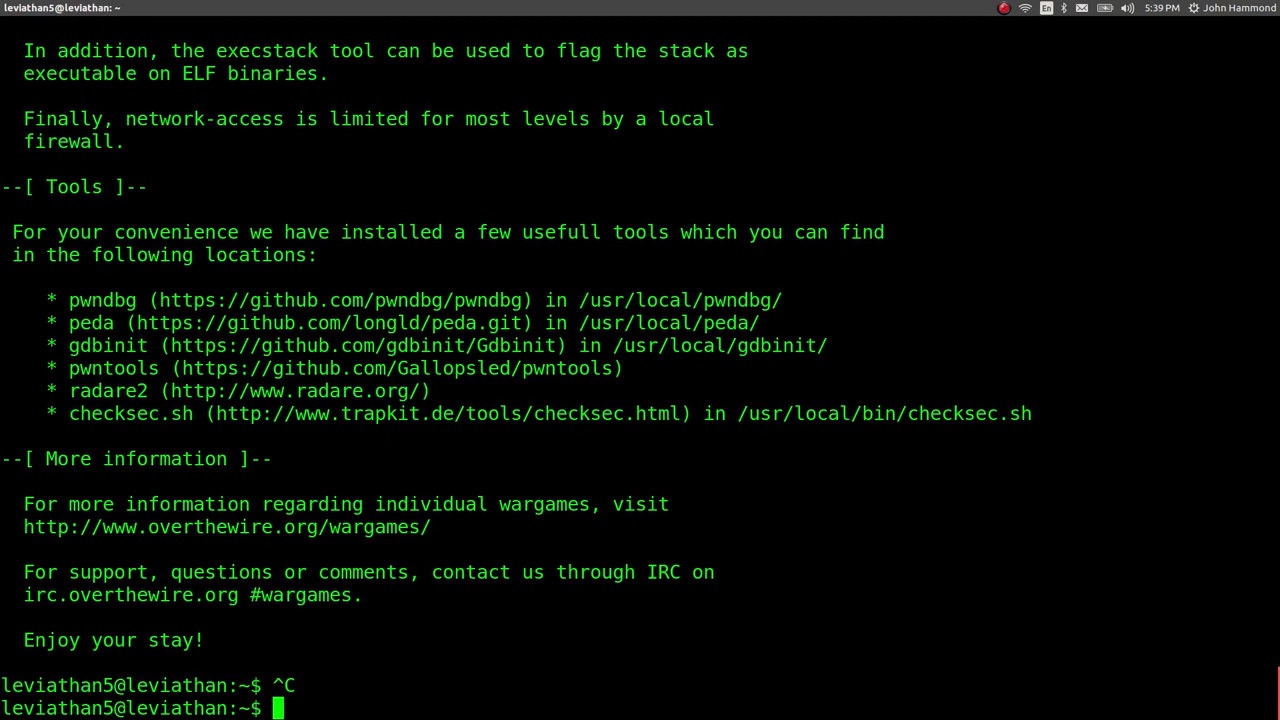 leviathan5@leviathan: ~
En
5:39 PM
John Hammond
In addition, the execstack tool can be used to flag the stack as
executable on ELF binaries.
Finally, network-access is limited for most levels by a local
firewall.
--[ Tools ]--
For your convenience we have installed a few usefull tools which you can find
in the following locations:
* pwndbg (https://github.com/pwndbg/pwndbg) in /usr/local/pwndbg/
* peda (https://github.com/longld/peda.git) in /usr/local/peda/
* gdbinit (https://github.com/gdbinit/Gdbinit) in /usr/local/gdbinit/
* pwntools (https://github.com/Gallopsled/pwntools)
* radare2 (http://www.radare.org/)
* checksec.sh (http://www.trapkit.de/tools/checksec.html) in /usr/local/bin/checksec.sh
--[ More information ]--
For more information regarding individual wargames, visit
http://www.overthewire.org/wargames/
For support, questions or comments, contact us through IRC on
irc.overthewire.org #wargames.
Enjoy your stay!
leviathan5@leviathan:~$ ^C
leviathan5@leviathan:~$